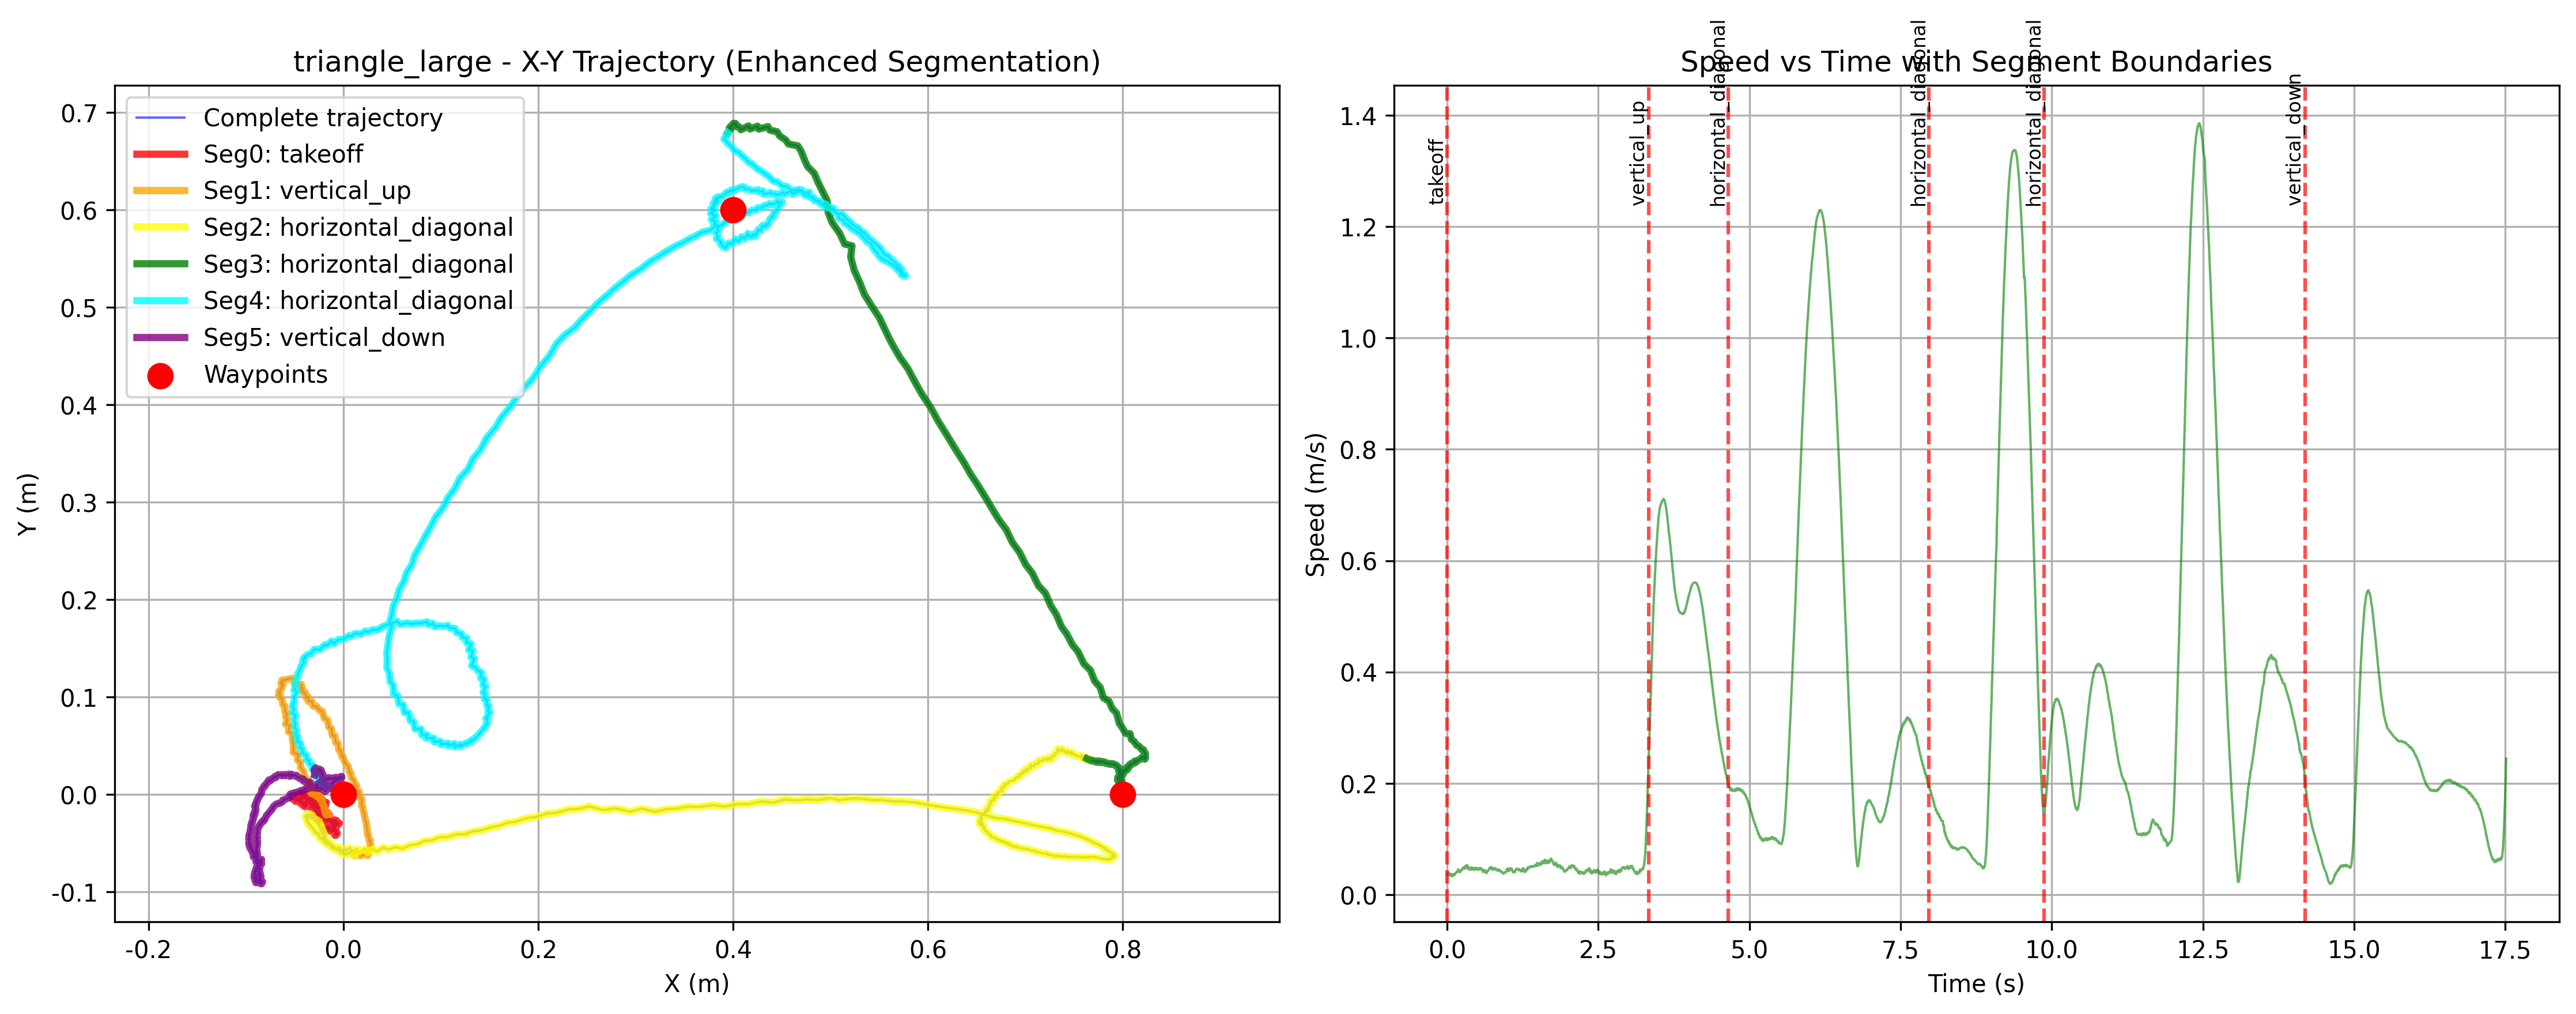 triangle_large - X-Y Trajectory (Enhanced Segmentation)
0.7
0.6
0.5
0.4
0.3
0.2
0.1
0.0
-0.1
Y (m)
Complete trajectory
Seg0: takeoff
Seg1: vertical_up
Seg2: horizontal_diagonal
Seg3: horizontal_diagonal
Seg4: horizontal_diagonal
Seg5: vertical_down
Waypoints
-0.2
0.0
0.2
0.4
0.6
0.8
X (m)
Speed vs Time with Segment Boundaries
1.4
1.2
1.0
0.8
0.6
0.4
0.2
0.0
Speed (m/s)
takeoff
vertical_up
horizontal_diagonal
horizontal_diagonal
horizontal_diagonal
vertical_down
0.0
2.5
5.0
7.5
10.0
12.5
15.0
17.5
Time (s)